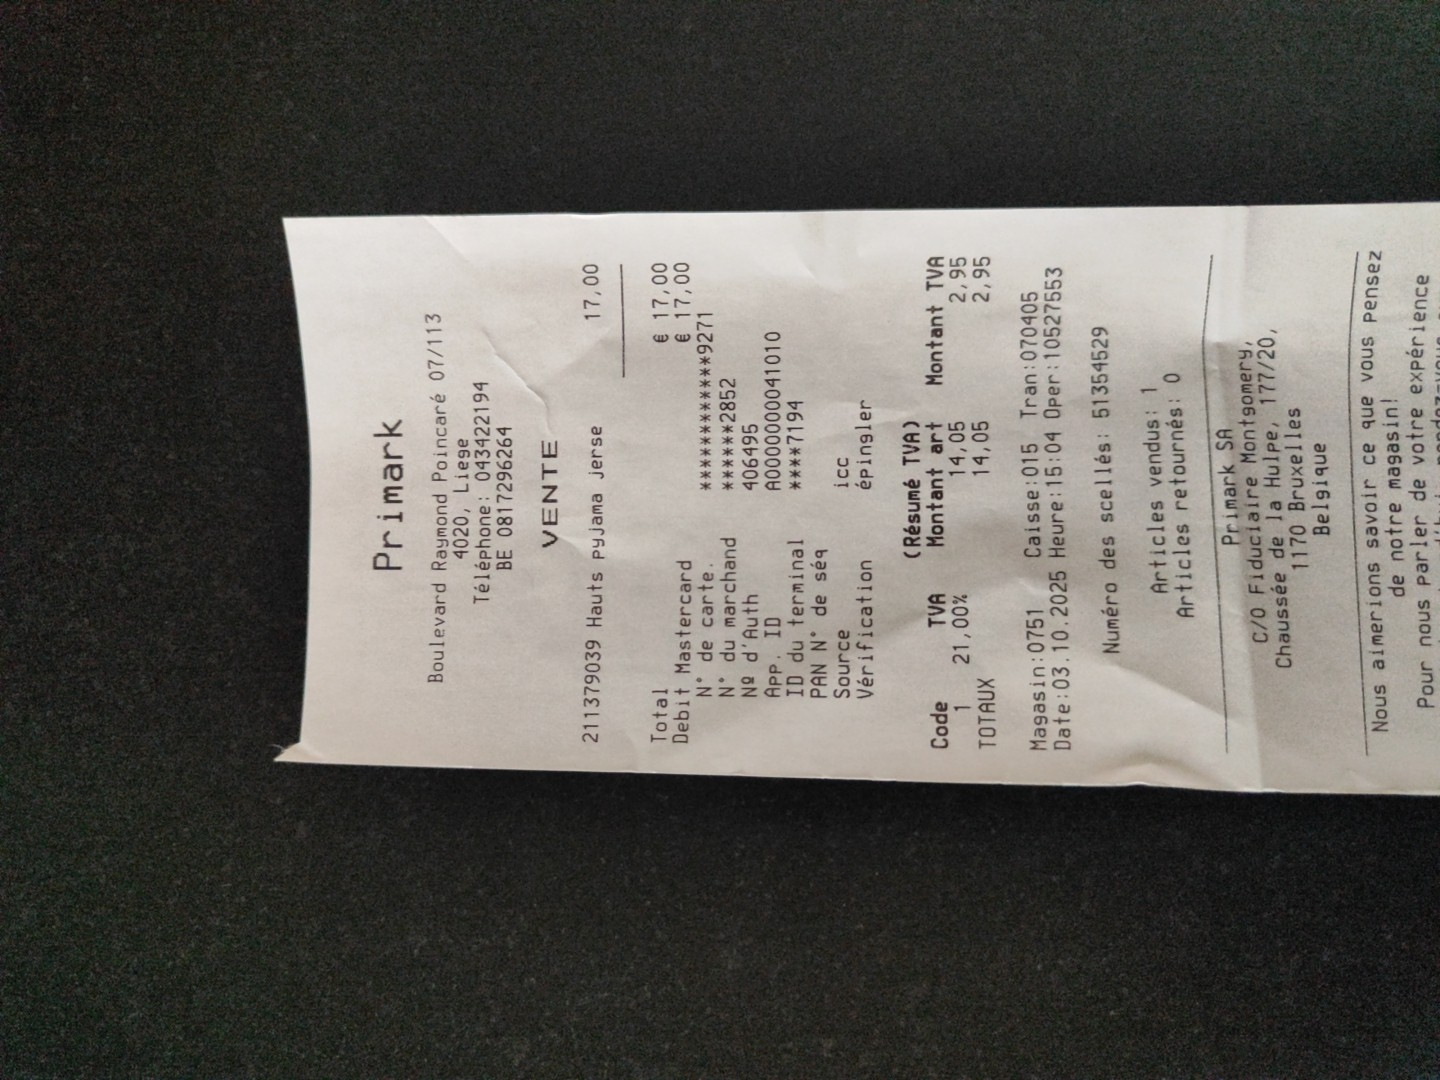 Primark
Boulevard Raymond Poincaré 07/113
4020, Liege
Téléphone: 043422194
BE 0817296264
VENTE
211379039 Hauts pyjama jerse 17,00
Total € 17,00
Debit Mastercard € 17,00
N° de carte. ************9271
N° du marchand ******2852
Nº d'Auth 406495
App. ID A0000000041010
ID du terminal ****7194
PAN N° de séq
Source icc
Vérification épingler
(Résumé TVA)
Code TVA Montant art Montant TVA
1 21,00% 14,05 2,95
TOTAUX 14,05 2,95
Magasin:0751 Caisse:015 Tran:070405
Date:03.10.2025 Heure:15:04 Oper:10527553
Numéro des scellés: 51354529
Articles vendus: 1
Articles retournés: 0
Primark SA
C/O Fiduciaire Montgomery,
Chaussée de la Hulpe, 177/20,
1170 Bruxelles
Belgique
Nous aimerions savoir ce que vous pensez
de notre magasin!
Pour nous parler de votre expérience